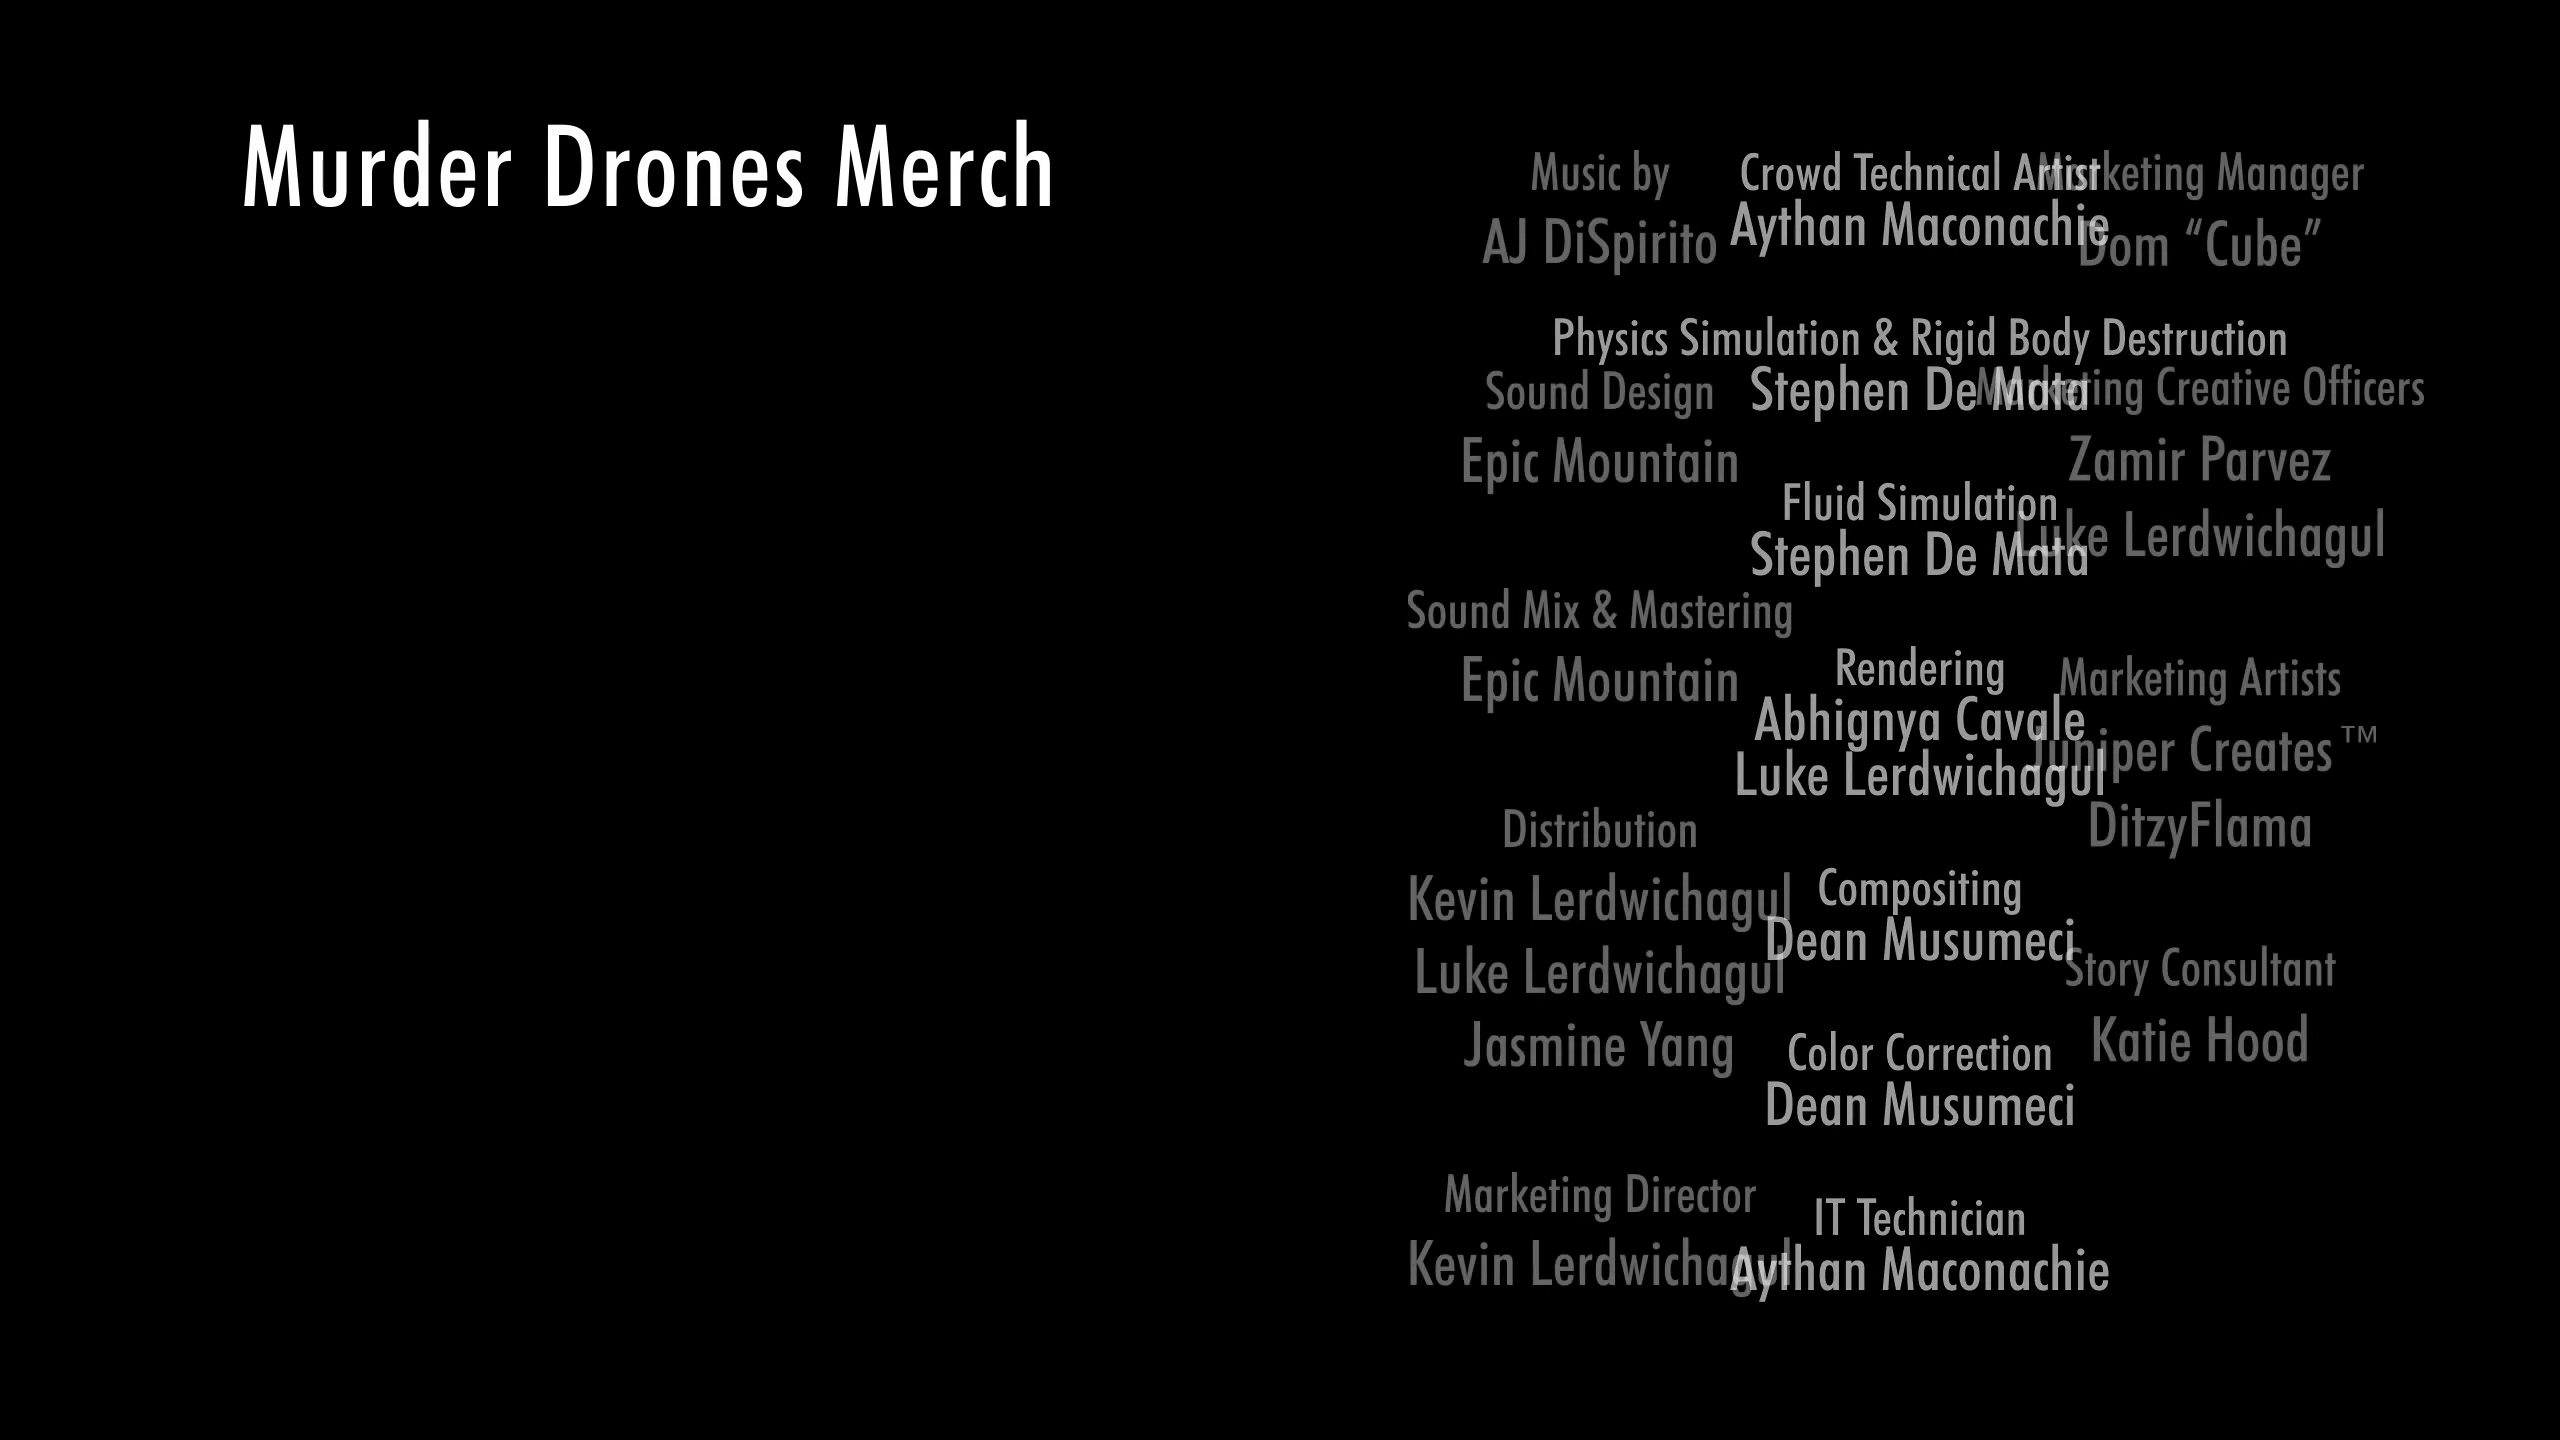 Murder Drones Merch
Music by
AJ DiSpirito
Sound Design
Epic Mountain
Sound Mix & Mastering
Epic Mountain
Distribution
Kevin Lerdwichagul
Luke Lerdwichagul
Jasmine Yang
Marketing Director
Kevin Lerdwichagul
Crowd Technical Artist
Aythan Maconachie
Physics Simulation & Rigid Body Destruction
Stephen De Mata
Fluid Simulation
Stephen De Mata
Rendering
Abhignya Cavale
Luke Lerdwichagul
Compositing
Dean Musumeci
Color Correction
Dean Musumeci
IT Technician
Aythan Maconachie
Marketing Manager
Dom “Cube”
Marketing Creative Officers
Zamir Parvez
Luke Lerdwichagul
Marketing Artists
Juniper Creates™
DitzyFlama
Story Consultant
Katie Hood